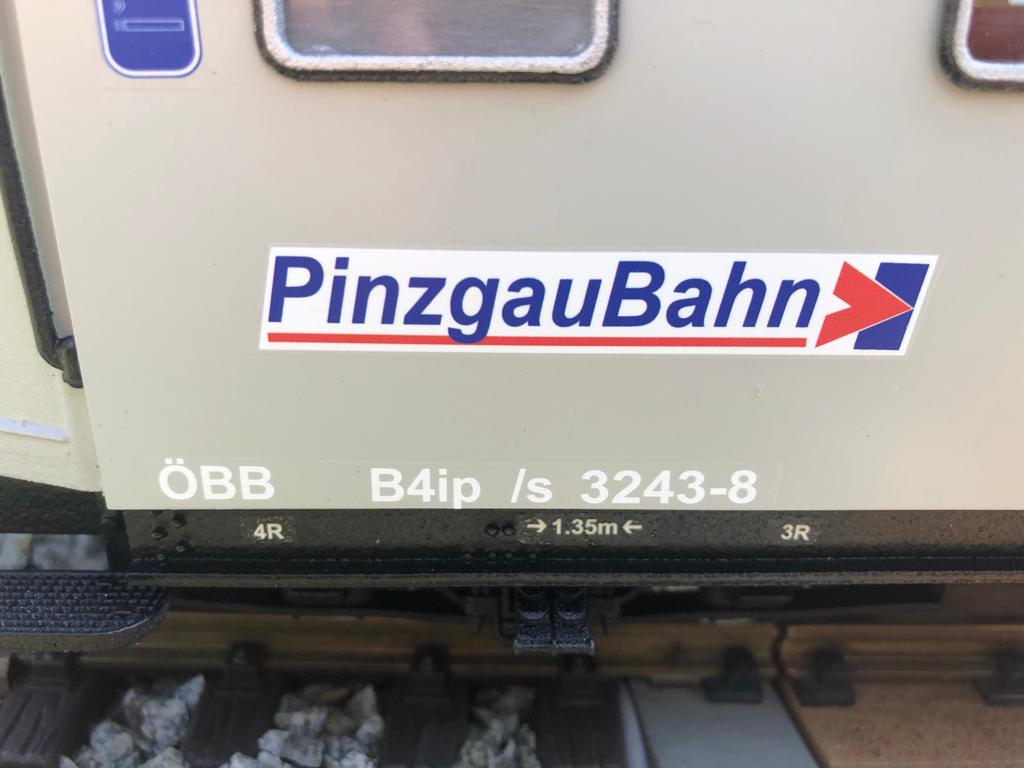 PinzgauBahn
ÖBB B4ip /s 3243-8
4R →1.35m← 3R